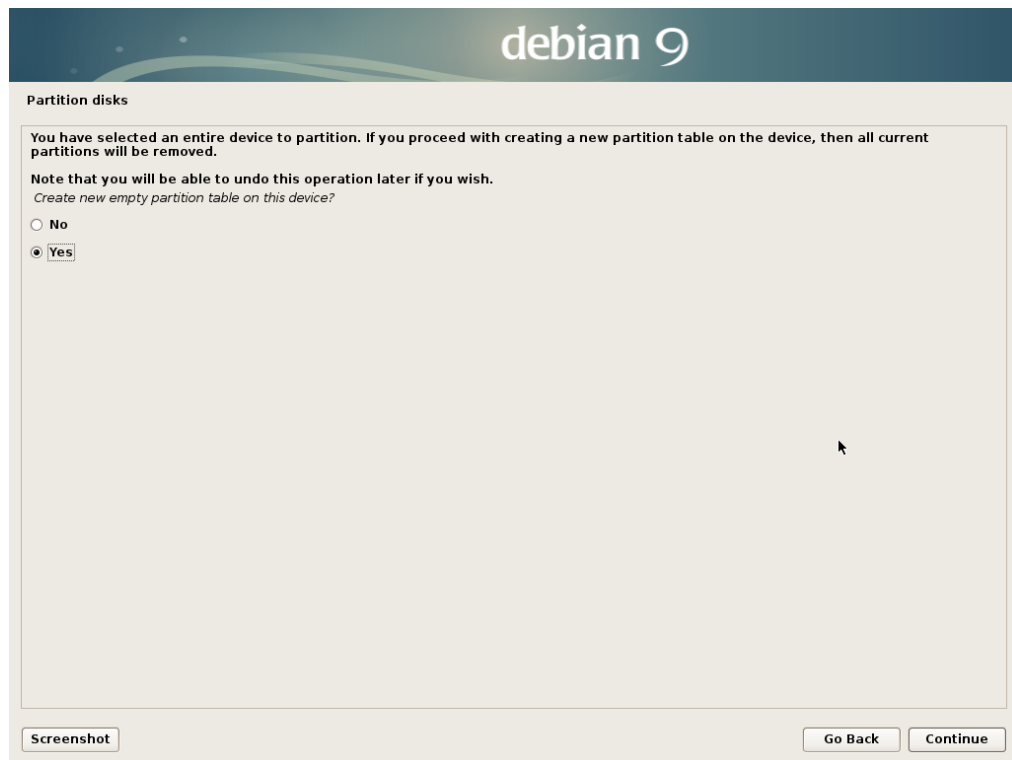 debian 9
Partition disks
You have selected an entire device to partition. If you proceed with creating a new partition table on the device, then all current
partitions will be removed.
Note that you will be able to undo this operation later if you wish.
Create new empty partition table on this device?
No
Yes
Screenshot
Go Back
Continue